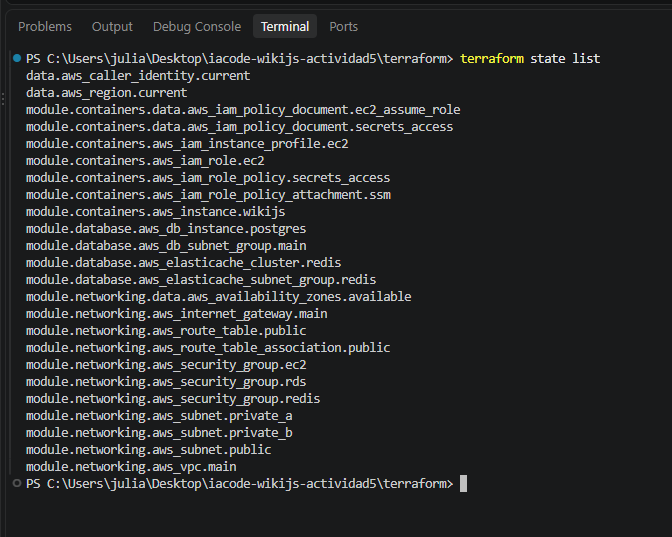 Problems Output Debug Console Terminal Ports
PS C:\Users\julia\Desktop\iacode-wikijs-actividad5\terraform> terraform state list
data.aws_caller_identity.current
data.aws_region.current
module.containers.data.aws_iam_policy_document.ec2_assume_role
module.containers.data.aws_iam_policy_document.secrets_access
module.containers.aws_iam_instance_profile.ec2
module.containers.aws_iam_role.ec2
module.containers.aws_iam_role_policy.secrets_access
module.containers.aws_iam_role_policy_attachment.ssm
module.containers.aws_instance.wikijs
module.database.aws_db_instance.postgres
module.database.aws_db_subnet_group.main
module.database.aws_elasticache_cluster.redis
module.database.aws_elasticache_subnet_group.redis
module.networking.data.aws_availability_zones.available
module.networking.aws_internet_gateway.main
module.networking.aws_route_table.public
module.networking.aws_route_table_association.public
module.networking.aws_security_group.ec2
module.networking.aws_security_group.rds
module.networking.aws_security_group.redis
module.networking.aws_subnet.private_a
module.networking.aws_subnet.private_b
module.networking.aws_subnet.public
module.networking.aws_vpc.main
PS C:\Users\julia\Desktop\iacode-wikijs-actividad5\terraform>